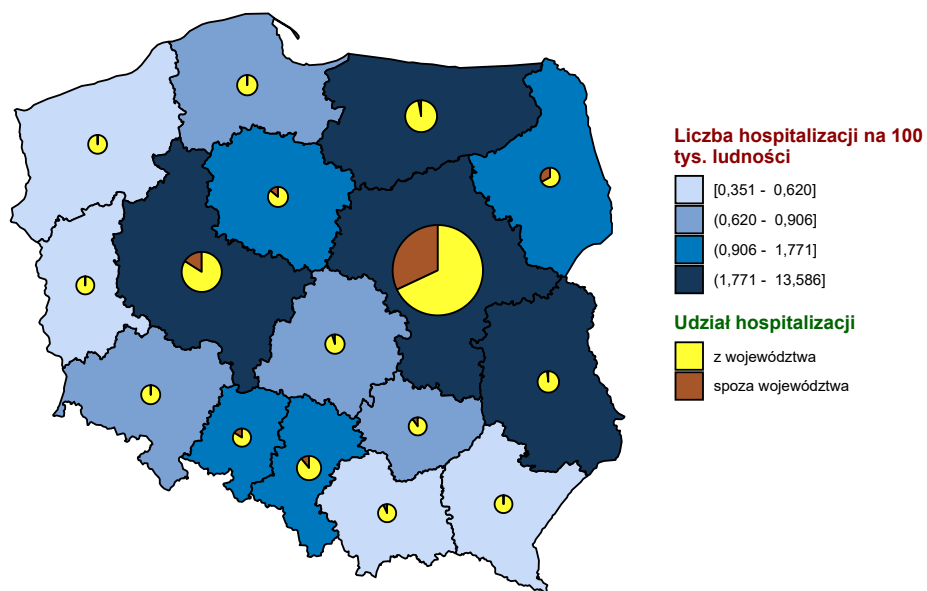 Liczba hospitalizacji na 100
tys. ludności
[0,351 - 0,620]
(0,620 - 0,906]
(0,906 - 1,771]
(1,771 - 13,586]
Udział hospitalizacji
z województwa
spoza województwa